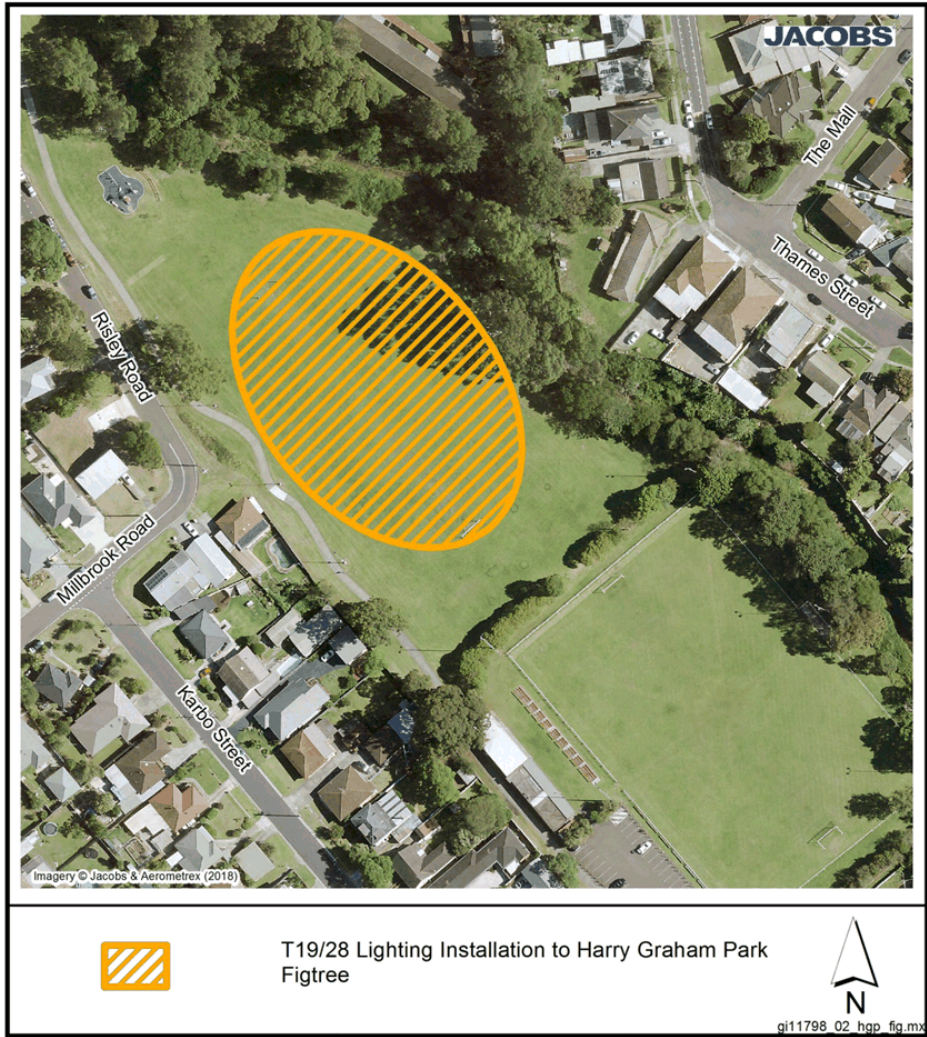 JACOBS
The Mall
Thames Street
Risley Road
Millbrook Road
Karbo Street
Imagery © Jacobs & Aerometrex (2018)
T19/28 Lighting Installation to Harry Graham Park
Figtree
N
gi11798_02_hgp_fig.mx